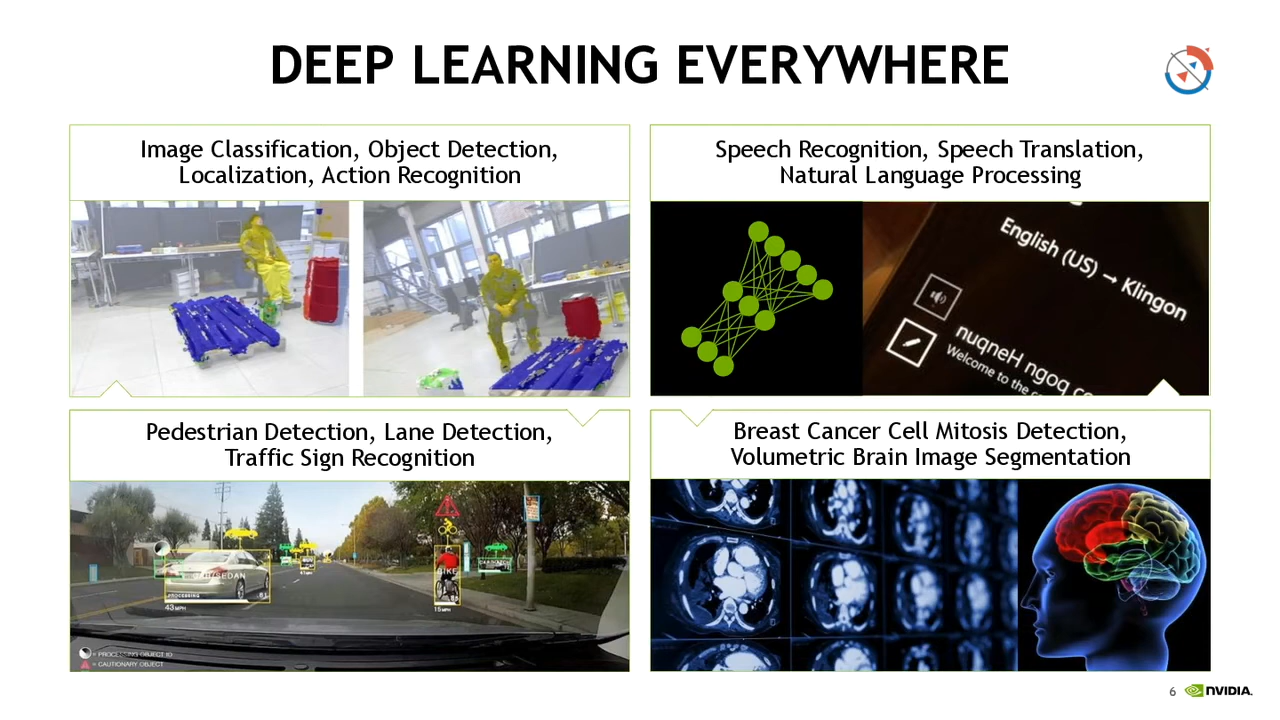 DEEP LEARNING EVERYWHERE
Image Classification, Object Detection,
Localization, Action Recognition
Speech Recognition, Speech Translation,
Natural Language Processing
English (US) → Klingon
nuqneH ngoq
Welcome to the
Pedestrian Detection, Lane Detection,
Traffic Sign Recognition
SEDAN
PROCESSING
43 MPH
BIKE
15 MPH
= PROCESSING OBJECT ID
= CAUTIONARY OBJECT
Breast Cancer Cell Mitosis Detection,
Volumetric Brain Image Segmentation
6
NVIDIA.